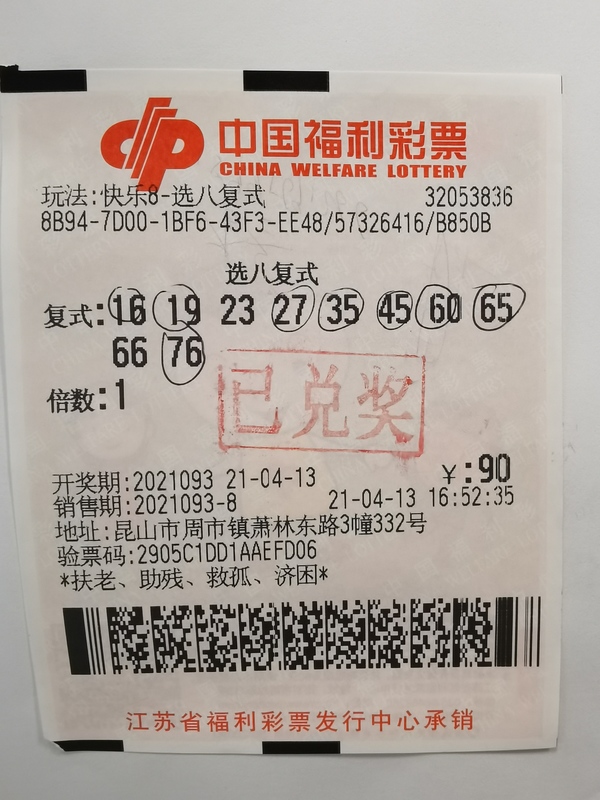 中国福利彩票
CHINA WELFARE LOTTERY
玩法:快乐8-选八复式 32053836
8B94-7D00-1BF6-43F3-EE48/57326416/B850B
选八复式
复式:16 19 23 27 35 45 60 65
66 76
倍数:1
已兑奖
¥:90
开奖期:2021093 21-04-13
销售期:2021093-8 21-04-13 16:52:35
地址:昆山市周市镇萧林东路3幢332号
验票码:2905C1DD1AAEFD06
*扶老、助残、救孤、济困*
江苏省福利彩票发行中心承销